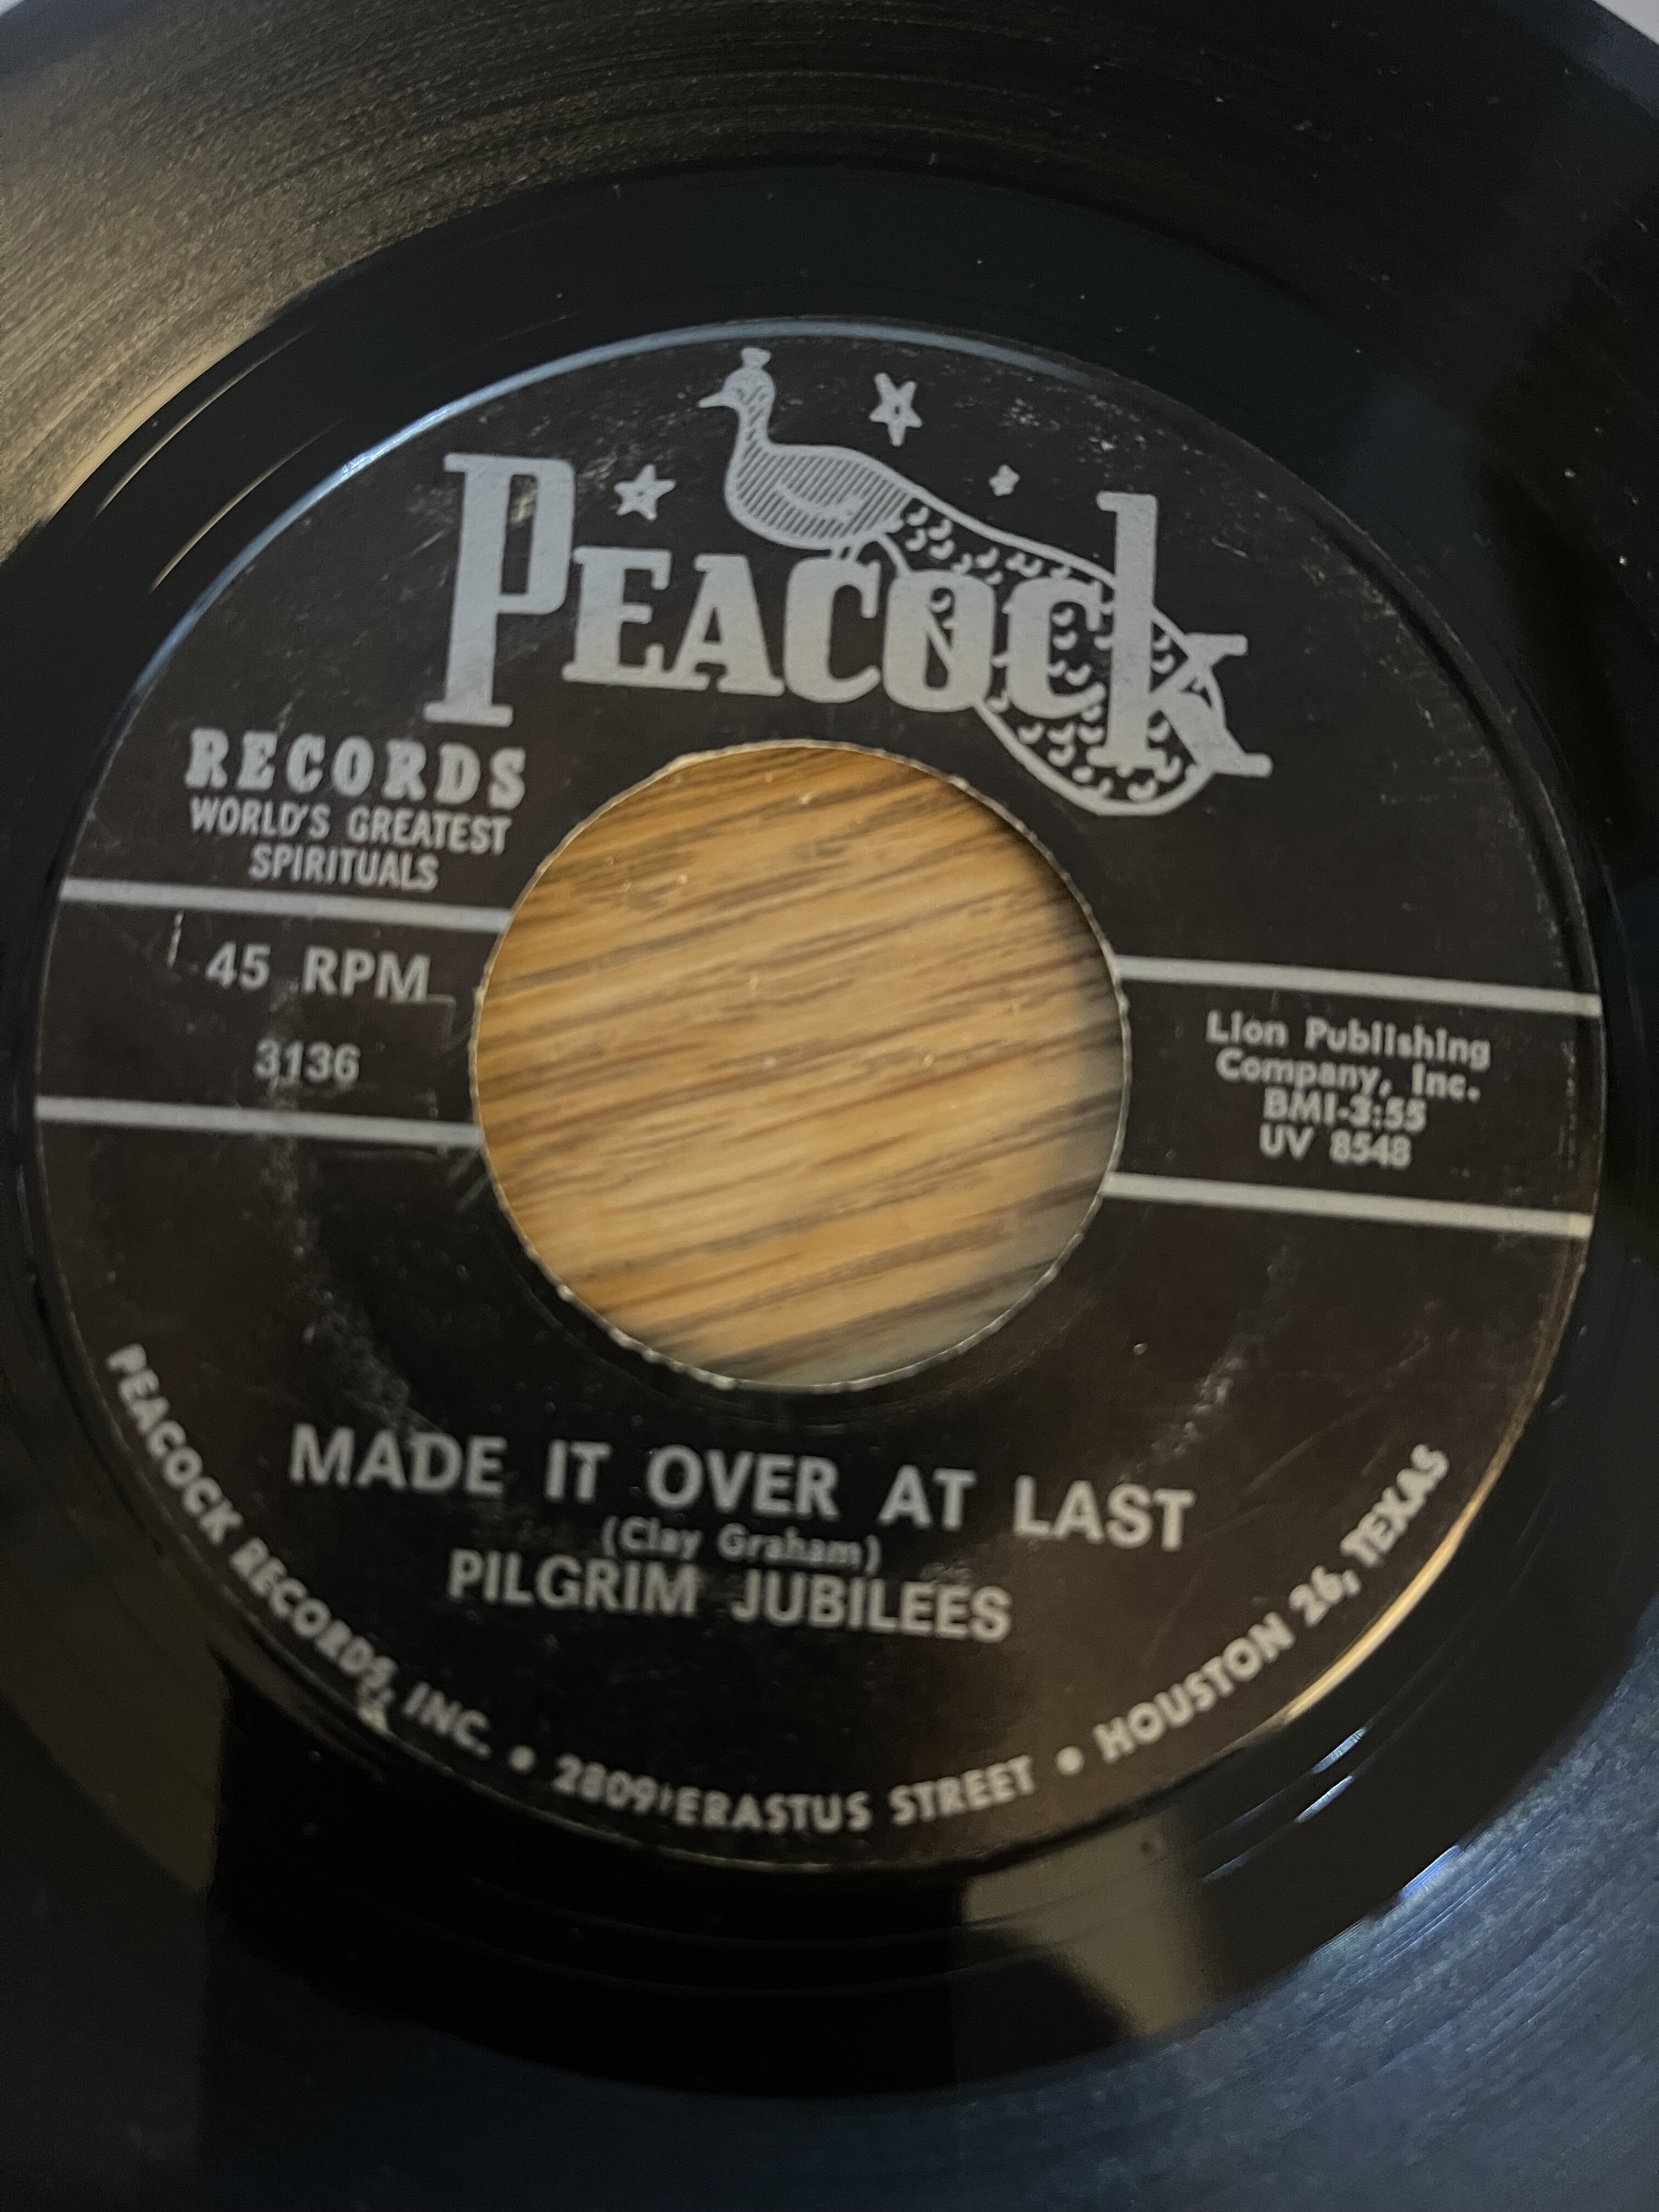 PEACOCK
RECORDS
WORLD'S GREATEST
SPIRITUALS
45 RPM
3136
Lion Publishing
Company, Inc.
BMI-3:55
UV 8548
MADE IT OVER AT LAST
(Clay Graham)
PILGRIM JUBILEES
PEACOCK RECORDS, INC. • 2809 ERASTUS STREET • HOUSTON 26, TEXAS